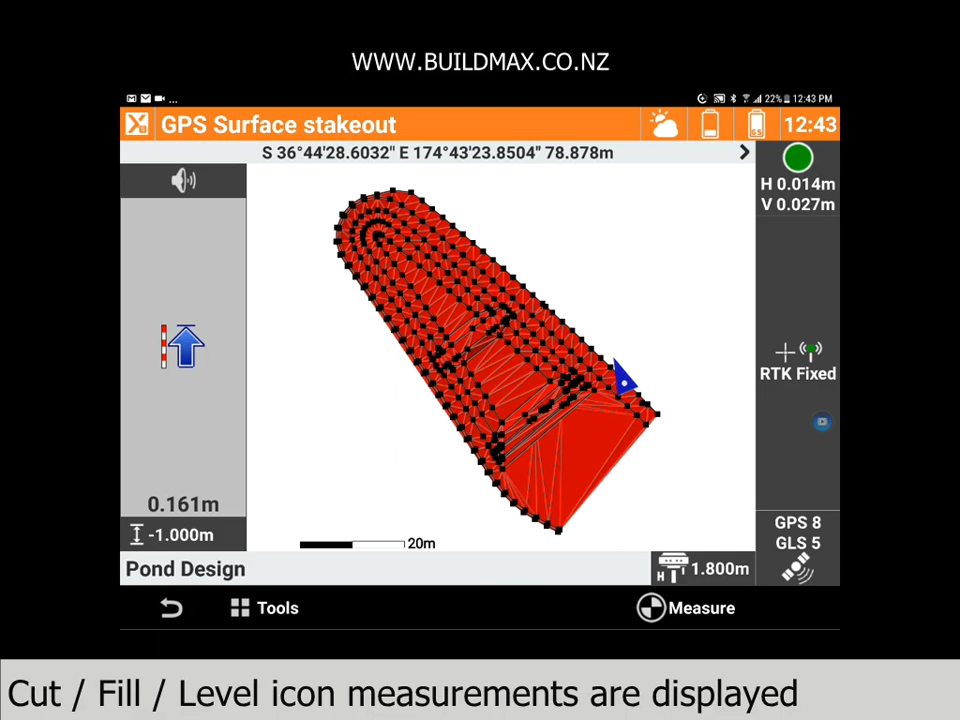 WWW.BUILDMAX.CO.NZ
... 22% 12:43 PM
GPS Surface stakeout 12:43
S 36°44'28.6032" E 174°43'23.8504" 78.878m
H 0.014m
V 0.027m
RTK Fixed
0.161m
-1.000m
20m
GPS 8
GLS 5
Pond Design
H 1.800m
Tools
Measure
Cut / Fill / Level icon measurements are displayed